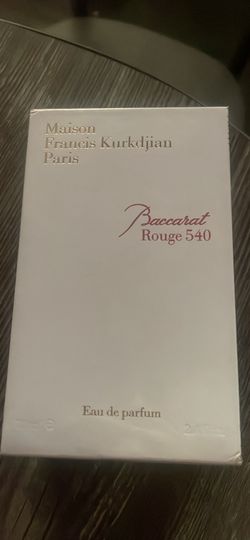 Maison
Francis Kurkdjian
Paris
Baccarat
Rouge 540
Eau de parfum